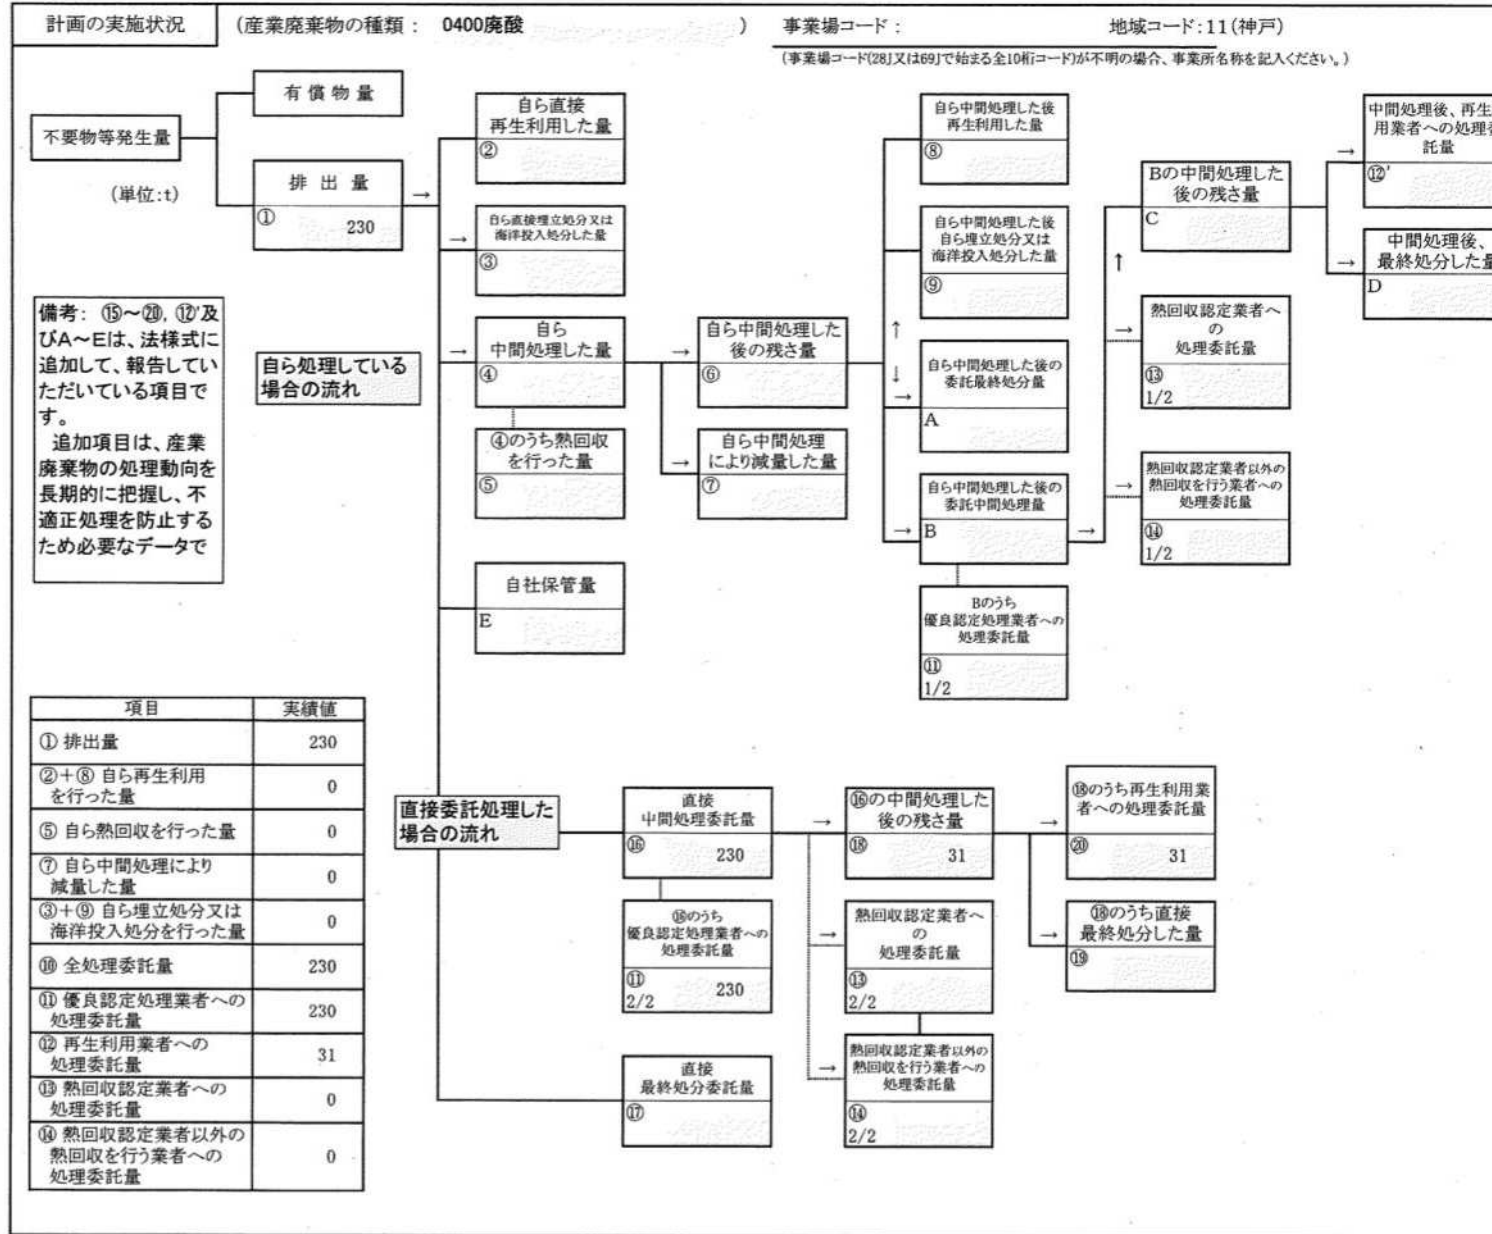 計画の実施状況
(産業廃棄物の種類： 0400廃酸 )
事業場コード：
地域コード：11(神戸)
(事業場コード(「28」又は「69」で始まる全10桁コード)が不明の場合、事業所名称を記入ください。)
不要物等発生量
(単位:t)
有償物量
排出量
①
230
自ら直接
再生利用した量
②
自ら直接埋立処分又は
海洋投入処分した量
③
自ら
中間処理した量
④
④のうち熱回収
を行った量
⑤
自社保管量
E
自ら中間処理した
後の残さ量
⑥
自ら中間処理
により減量した量
⑦
自ら中間処理した後
再生利用した量
⑧
自ら中間処理した後
自ら埋立処分又は
海洋投入処分した量
⑨
自ら中間処理した後の
委託最終処分量
A
自ら中間処理した後の
委託中間処理量
B
Bのうち
優良認定処理業者への
処理委託量
⑪
1/2
Bの中間処理した
後の残さ量
C
熱回収認定業者へ
の
処理委託量
⑬
1/2
熱回収認定業者以外の
熱回収を行う業者への
処理委託量
⑭
1/2
中間処理後、再生
用業者への処理委
託量
⑫'
中間処理後、
最終処分した量
D
備考： ⑮～⑳, ⑫'及
びA～Eは、法様式に
追加して、報告してい
ただいている項目で
す。
追加項目は、産業
廃棄物の処理動向を
長期的に把握し、不
適正処理を防止する
ため必要なデータで
自ら処理している
場合の流れ
直接委託処理した
場合の流れ
直接
中間処理委託量
⑯
230
⑯のうち
優良認定処理業者への
処理委託量
⑪
2/2
230
直接
最終処分委託量
⑰
⑯の中間処理した
後の残さ量
⑱
31
熱回収認定業者へ
の
処理委託量
⑬
2/2
熱回収認定業者以外の
熱回収を行う業者への
処理委託量
⑭
2/2
⑱のうち再生利用業
者への処理委託量
⑳
31
⑱のうち直接
最終処分した量
⑲
項目 実績値
① 排出量 230
②+⑧ 自ら再生利用
を行った量 0
⑤ 自ら熱回収を行った量 0
⑦ 自ら中間処理により
減量した量 0
③+⑨ 自ら埋立処分又は
海洋投入処分を行った量 0
⑩ 全処理委託量 230
⑪ 優良認定処理業者への
処理委託量 230
⑫ 再生利用業者への
処理委託量 31
⑬ 熱回収認定業者への
処理委託量 0
⑭ 熱回収認定業者以外の
熱回収を行う業者への
処理委託量 0